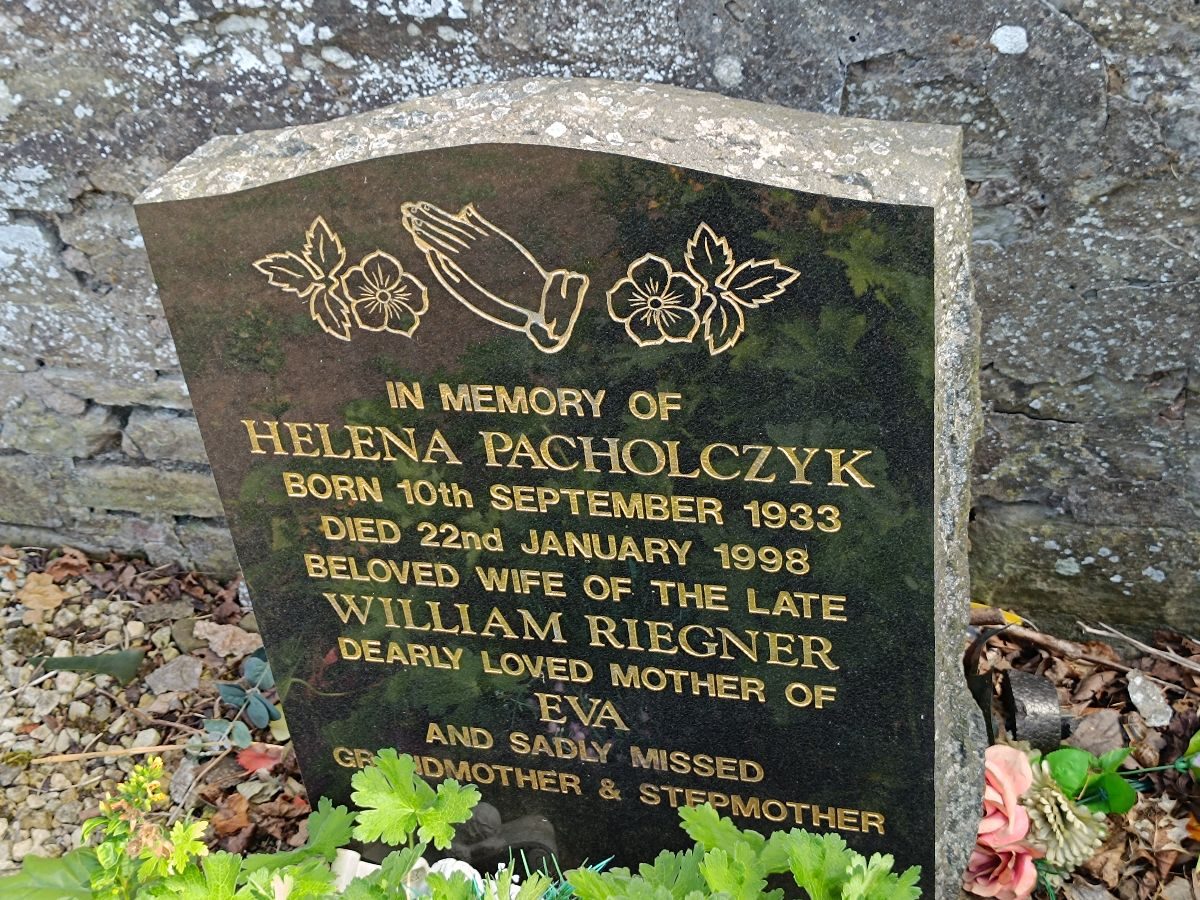 IN MEMORY OF
HELENA PACHOLCZYK
BORN 10th SEPTEMBER 1933
DIED 22nd JANUARY 1998
BELOVED WIFE OF THE LATE
WILLIAM RIEGNER
DEARLY LOVED MOTHER OF
EVA
AND SADLY MISSED
GRANDMOTHER & STEPMOTHER